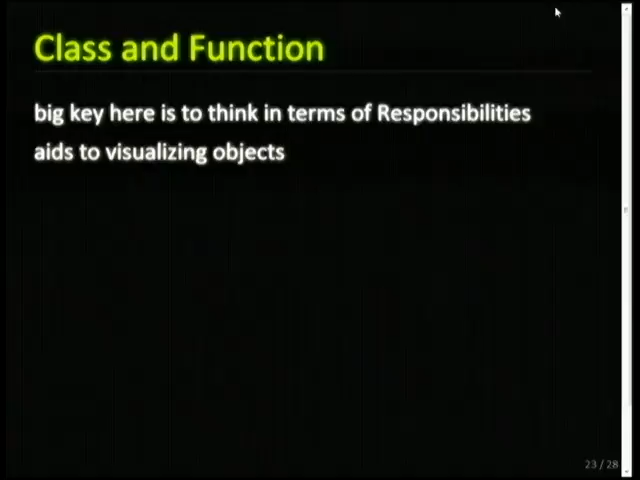 Class and Function
big key here is to think in terms of Responsibilities
aids to visualizing objects
23 / 28